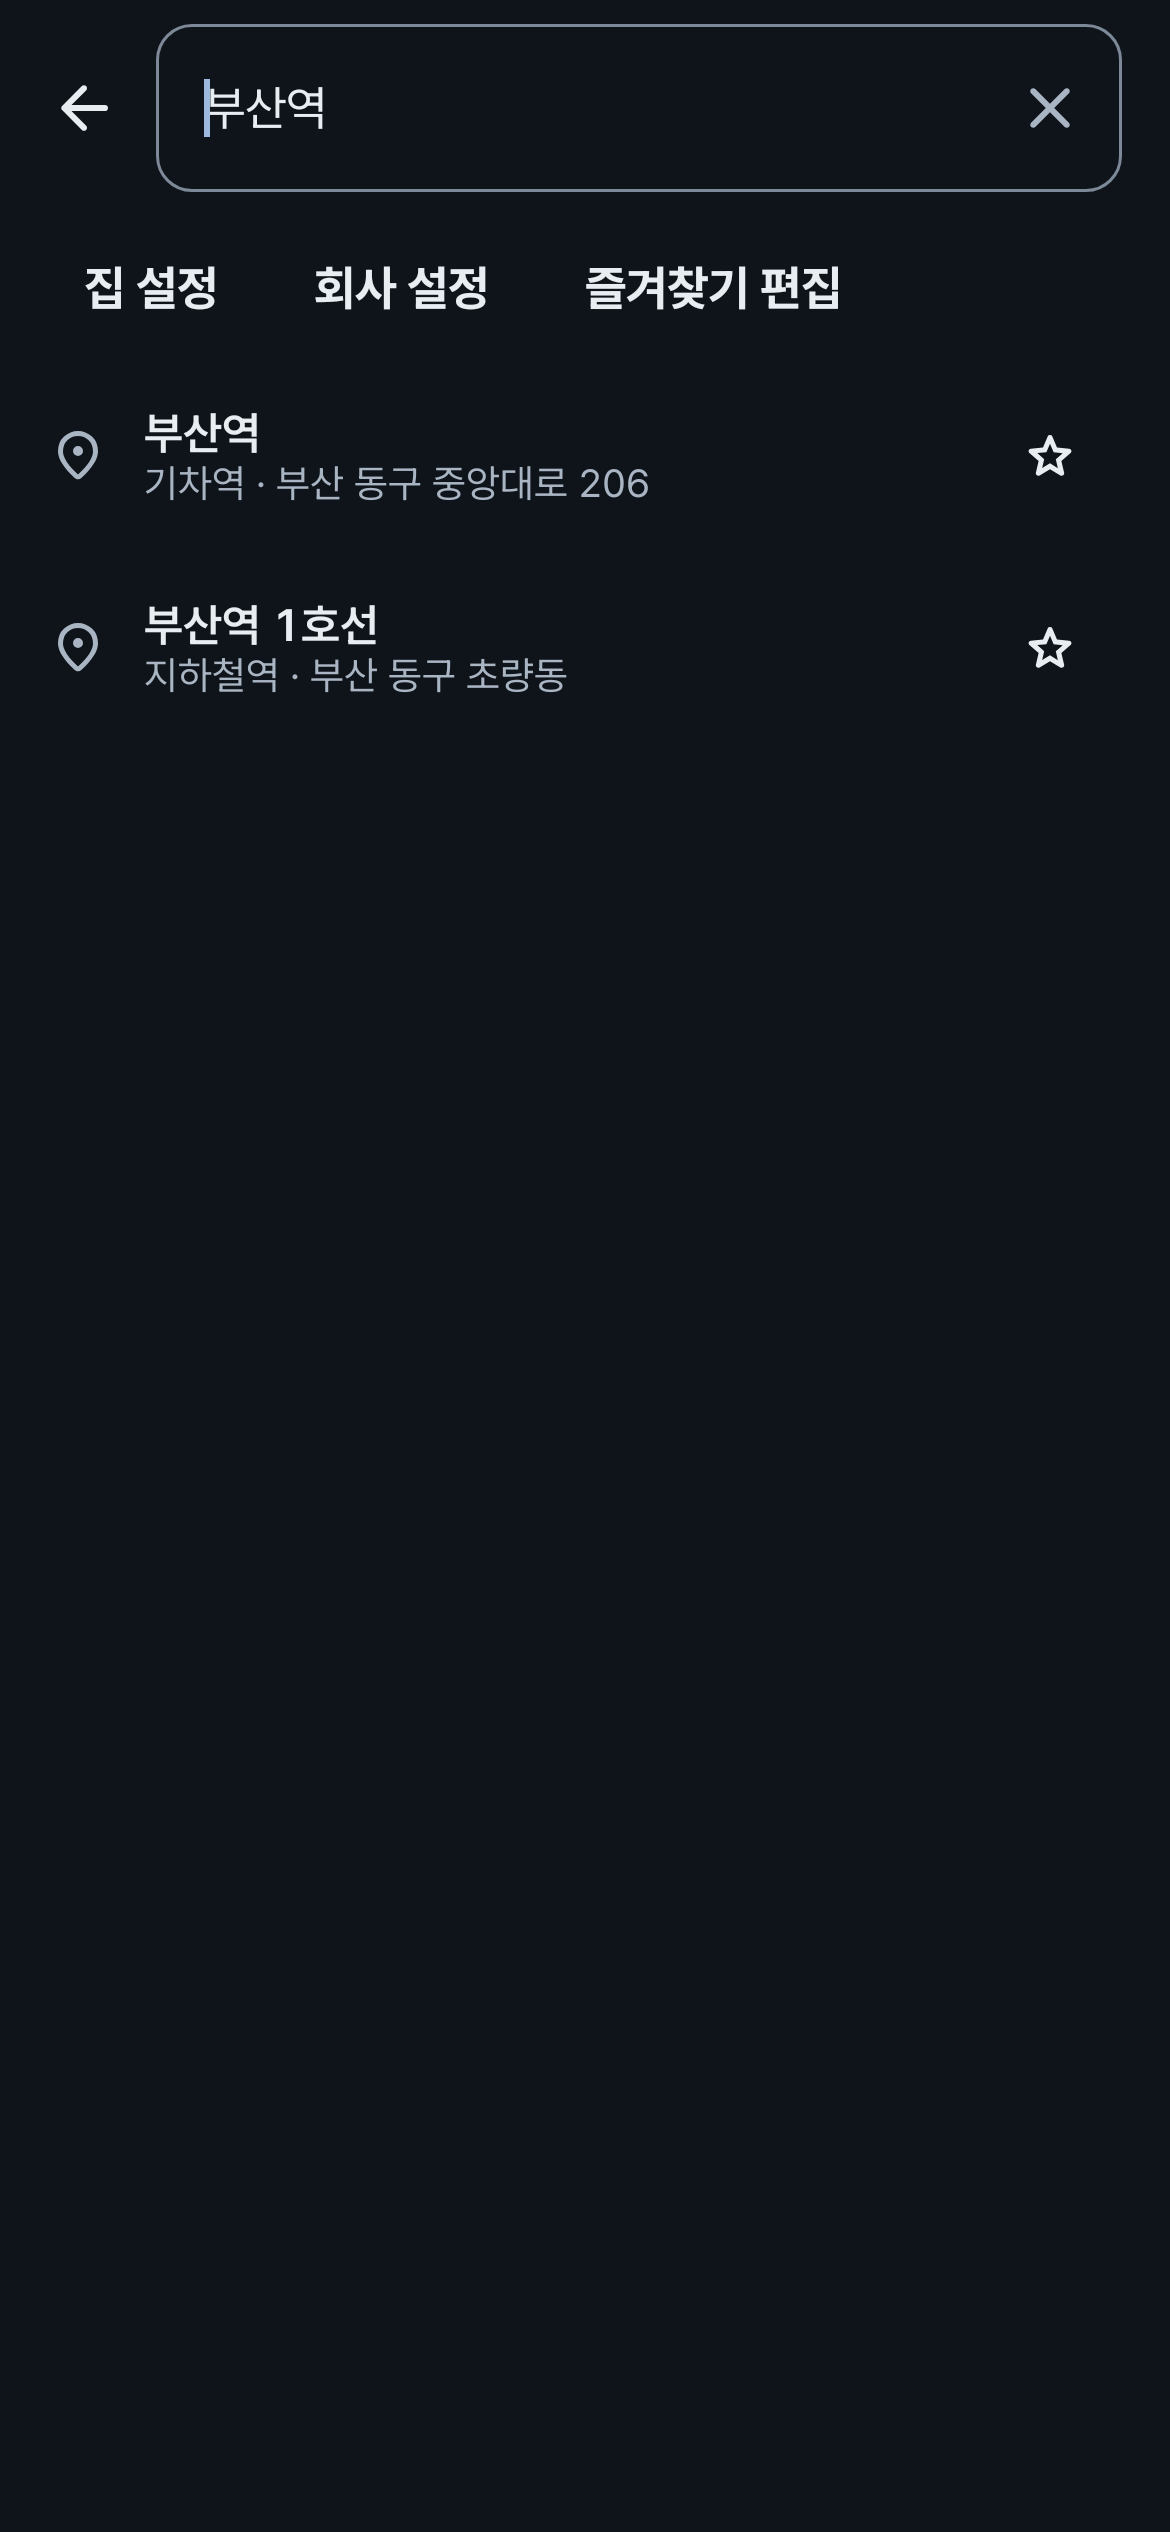 부산역
집 설정 회사 설정 즐겨찾기 편집
부산역
기차역 · 부산 동구 중앙대로 206
부산역 1호선
지하철역 · 부산 동구 초량동